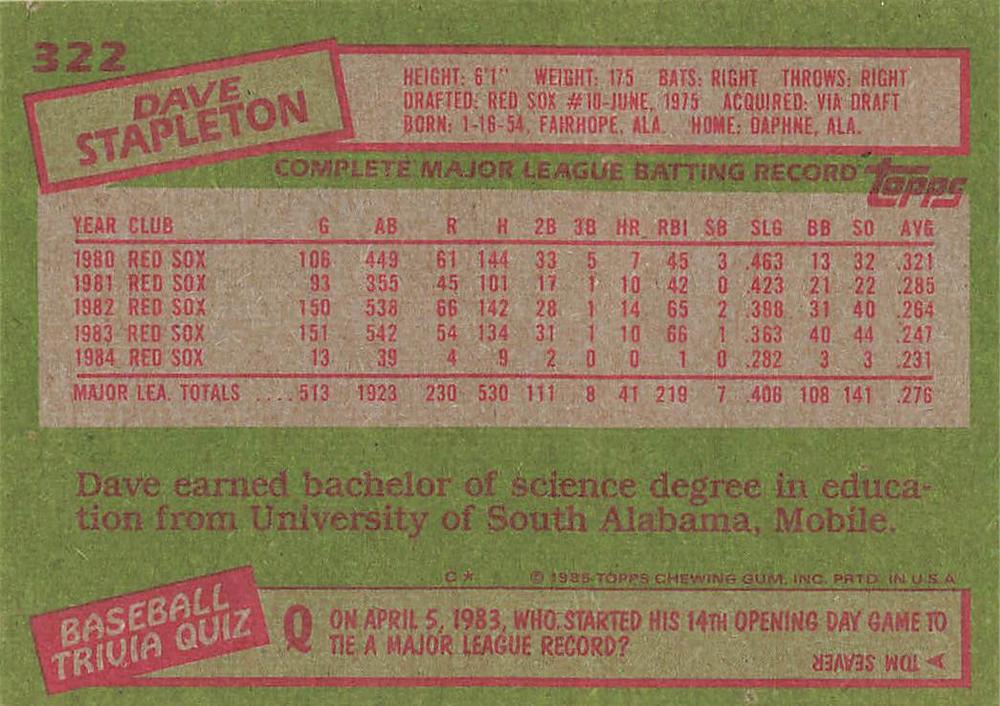 322
DAVE
STAPLETON
HEIGHT: 6'1" WEIGHT: 175 BATS: RIGHT THROWS: RIGHT
DRAFTED: RED SOX #10-JUNE, 1975 ACQUIRED: VIA DRAFT
BORN: 1-16-54, FAIRHOPE, ALA. HOME: DAPHNE, ALA.
COMPLETE MAJOR LEAGUE BATTING RECORD topps
YEAR CLUB G AB R H 2B 3B HR RBI SB SLG BB SO AVG
1980 RED SOX 106 449 61 144 33 5 7 45 3 .463 13 32 .321
1981 RED SOX 93 355 45 101 17 1 10 42 0 .423 21 22 .285
1982 RED SOX 150 538 66 142 28 1 14 65 2 .398 31 40 .264
1983 RED SOX 151 542 54 134 31 1 10 66 1 .363 40 44 .247
1984 RED SOX 13 39 4 9 2 0 0 1 0 .282 3 3 .231
MAJOR LEA. TOTALS ....513 1923 230 530 111 8 41 219 7 .406 108 141 .276
Dave earned bachelor of science degree in educa-
tion from University of South Alabama, Mobile.
C* © 1985 TOPPS CHEWING GUM, INC. PRTD. IN U.S.A.
BASEBALL
TRIVIA QUIZ
Q ON APRIL 5, 1983, WHO STARTED HIS 14TH OPENING DAY GAME TO
TIE A MAJOR LEAGUE RECORD?
A TOM SEAVER